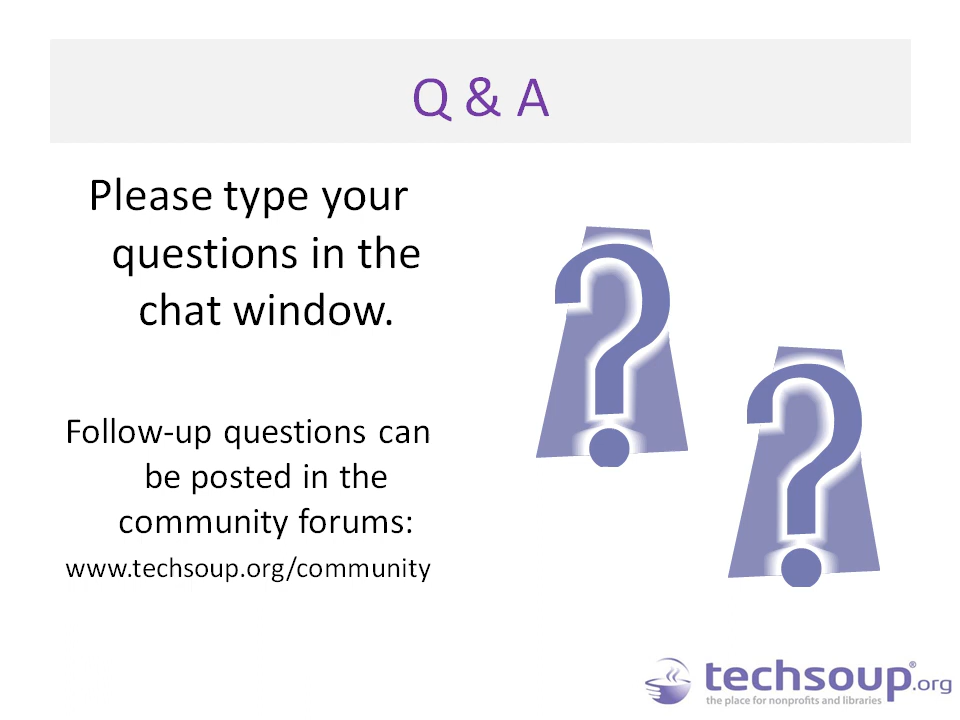 Q & A
Please type your
questions in the
chat window.
Follow-up questions can
be posted in the
community forums:
www.techsoup.org/community
? ?
techsoup®.org
the place for nonprofits and libraries